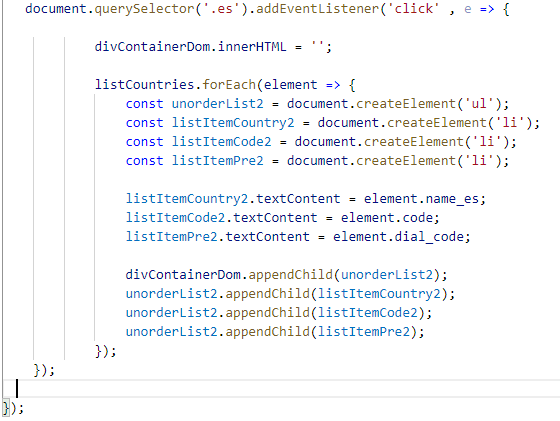 document.querySelector('.es').addEventListener('click' , e => {
divContainerDom.innerHTML = '';
listCountries.forEach(element => {
const unorderList2 = document.createElement('ul');
const listItemCountry2 = document.createElement('li');
const listItemCode2 = document.createElement('li');
const listItemPre2 = document.createElement('li');
listItemCountry2.textContent = element.name_es;
listItemCode2.textContent = element.code;
listItemPre2.textContent = element.dial_code;
divContainerDom.appendChild(unorderList2);
unorderList2.appendChild(listItemCountry2);
unorderList2.appendChild(listItemCode2);
unorderList2.appendChild(listItemPre2);
});
});
});